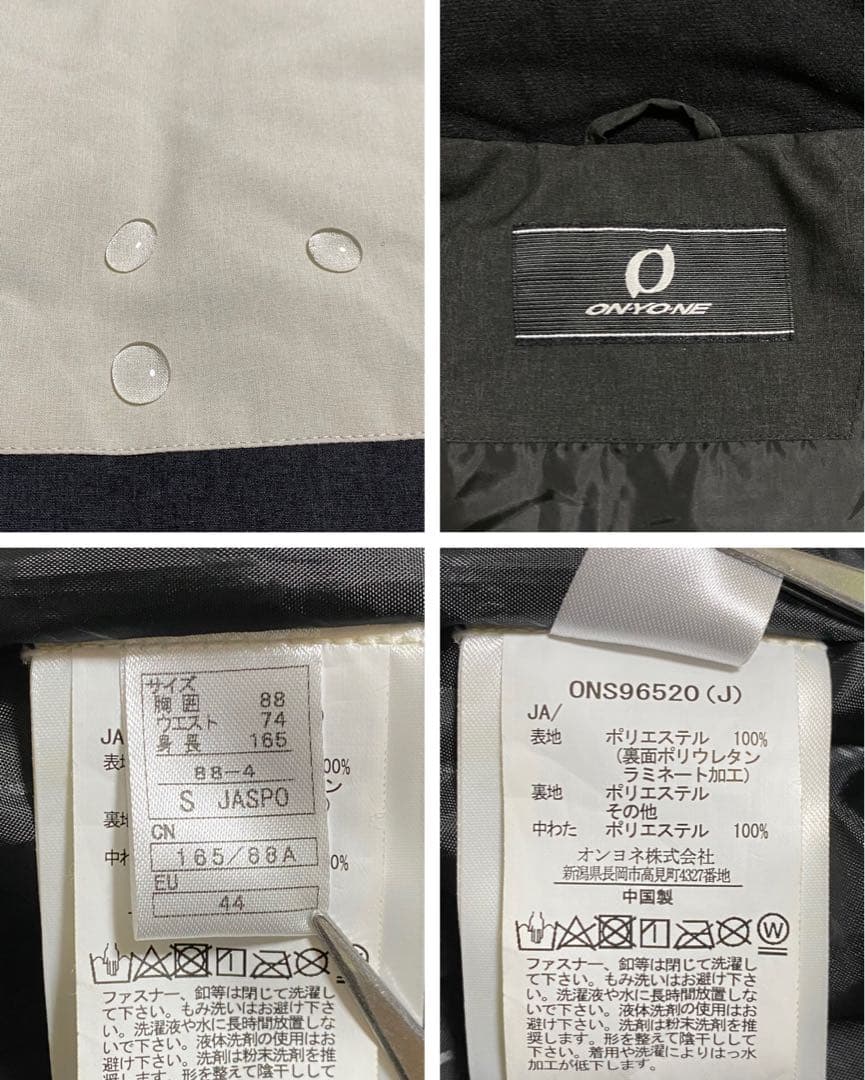 ON•YO•NE
サイズ
胸囲 88
ウエスト 74
身長 165
88-4
S JASPO
CN
165/88A
EU
44
JA
表地
00%
裏地
中わ
0%
ファスナー、釦等は閉じて洗濯し
て下さい。もみ洗いはお避け下さ
い。洗濯液や水に長時間放置しな
いで下さい。液体洗剤の使用はお
避け下さい。洗剤は粉末洗剤を推
奨します。形を整えて陰干しして
ONS96520(J)
JA/
表地 ポリエステル 100%
(裏面ポリウレタン
ラミネート加工)
裏地 ポリエステル
その他
中わた ポリエステル 100%
オンヨネ株式会社
新潟県長岡市高見町4327番地
中国製
W
ファスナー、釦等は閉じて洗濯し
て下さい。もみ洗いはお避け下さ
い。洗濯液や水に長時間放置しな
いで下さい。液体洗剤の使用はお
避け下さい。洗剤は粉末洗剤を推
奨します。形を整えて陰干しして
下さい。着用や洗濯によりはっ水
加工が低下します。